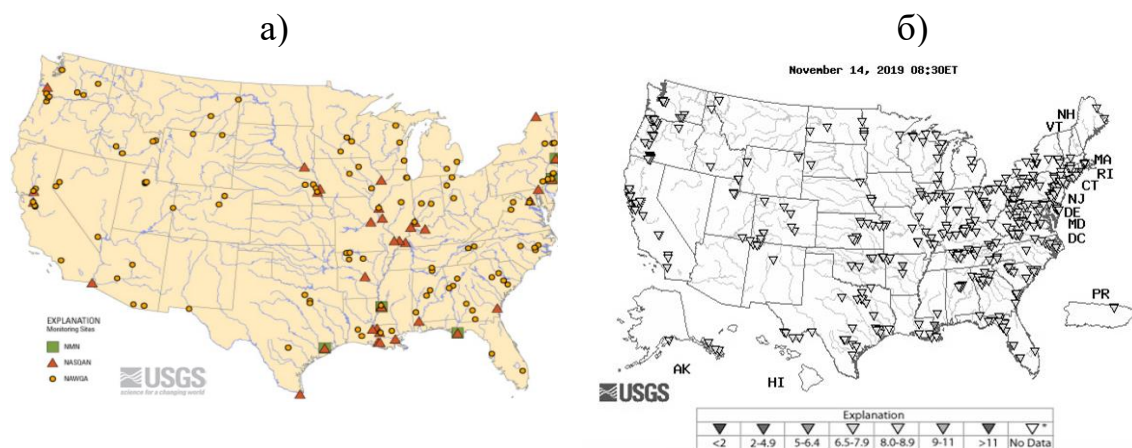 а)
EXPLANATION
Monitoring Sites
NMN
NASQAN
NAWQA
USGS
science for a changing world
б)
November 14, 2019 08:30ET
NH
VT
MA
RI
CT
NJ
DE
MD
DC
PR
AK
HI
USGS
Explanation
*
<2 2-4.9 5-6.4 6.5-7.9 8.0-8.9 9-11 >11 No Data